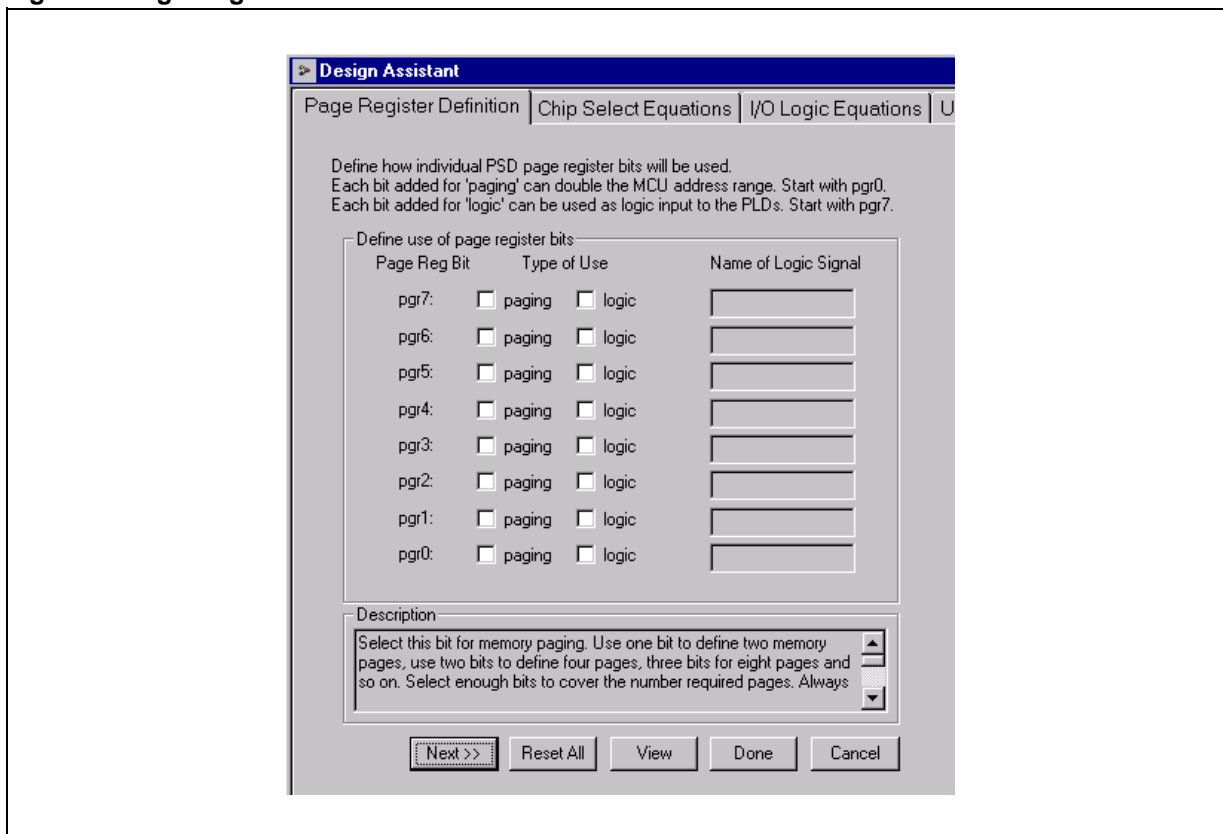 Design Assistant
Page Register Definition Chip Select Equations I/O Logic Equations U
Define how individual PSD page register bits will be used.
Each bit added for 'paging' can double the MCU address range. Start with pgr0.
Each bit added for 'logic' can be used as logic input to the PLDs. Start with pgr7.
Define use of page register bits
Page Reg Bit Type of Use Name of Logic Signal
pgr7: paging logic
pgr6: paging logic
pgr5: paging logic
pgr4: paging logic
pgr3: paging logic
pgr2: paging logic
pgr1: paging logic
pgr0: paging logic
Description
Select this bit for memory paging. Use one bit to define two memory
pages, use two bits to define four pages, three bits for eight pages and
so on. Select enough bits to cover the number required pages. Always
Next >> Reset All View Done Cancel